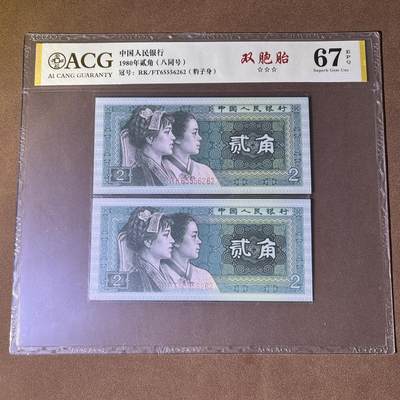 ACG
AI CANG GUARANTY
中国人民银行
1980年贰角（八同号）
冠号：RK/FT65556262（豹子身）
双胞胎
☆☆☆
67 EPQ
Superb Gem Unc
中国人民银行
贰角
2
2
中国人民银行
贰角
2
2